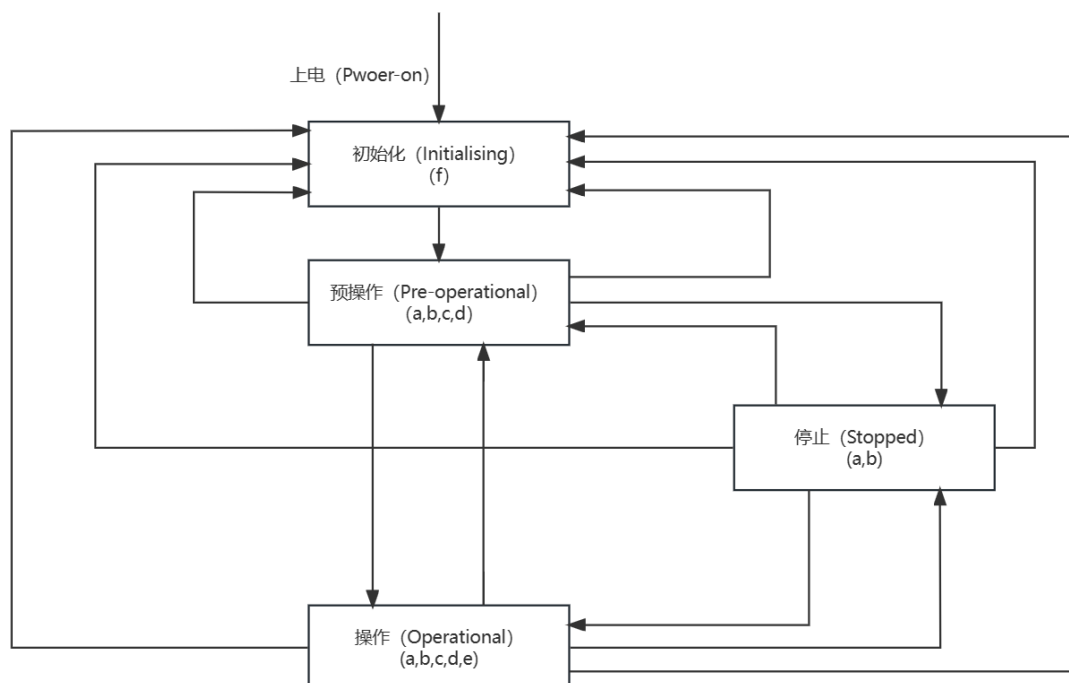 上电（Pwoer-on）
初始化（Initialising）
(f)
预操作（Pre-operational）
(a,b,c,d）
停止（Stopped）
(a,b)
操作（Operational）
(a,b,c,d,e)